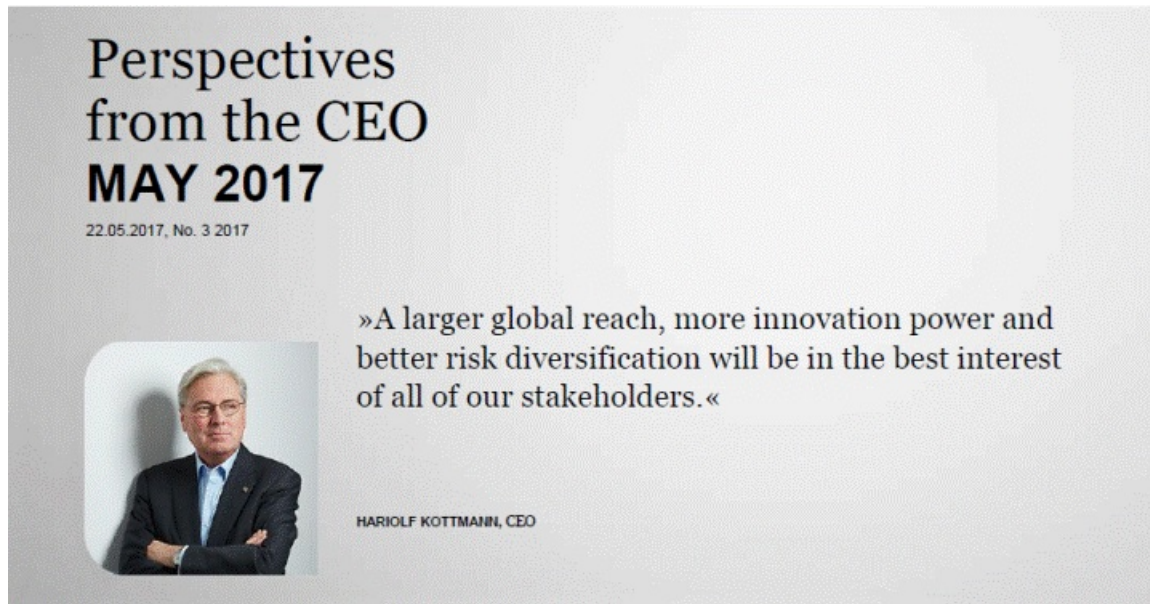 Perspectives
from the CEO
MAY 2017
22.05.2017, No. 3 2017
»A larger global reach, more innovation power and
better risk diversification will be in the best interest
of all of our stakeholders.«
HARIOLF KOTTMANN, CEO